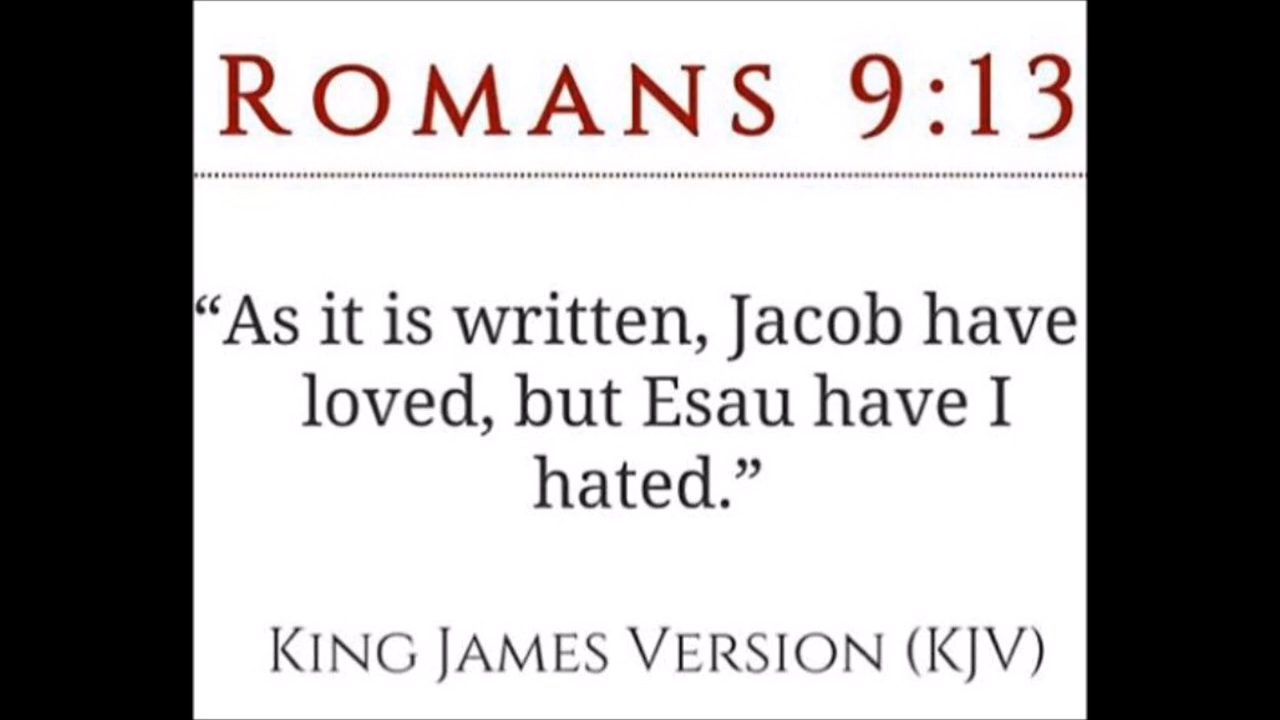 Romans 9:13
“As it is written, Jacob have
loved, but Esau have I
hated.”
King James Version (KJV)